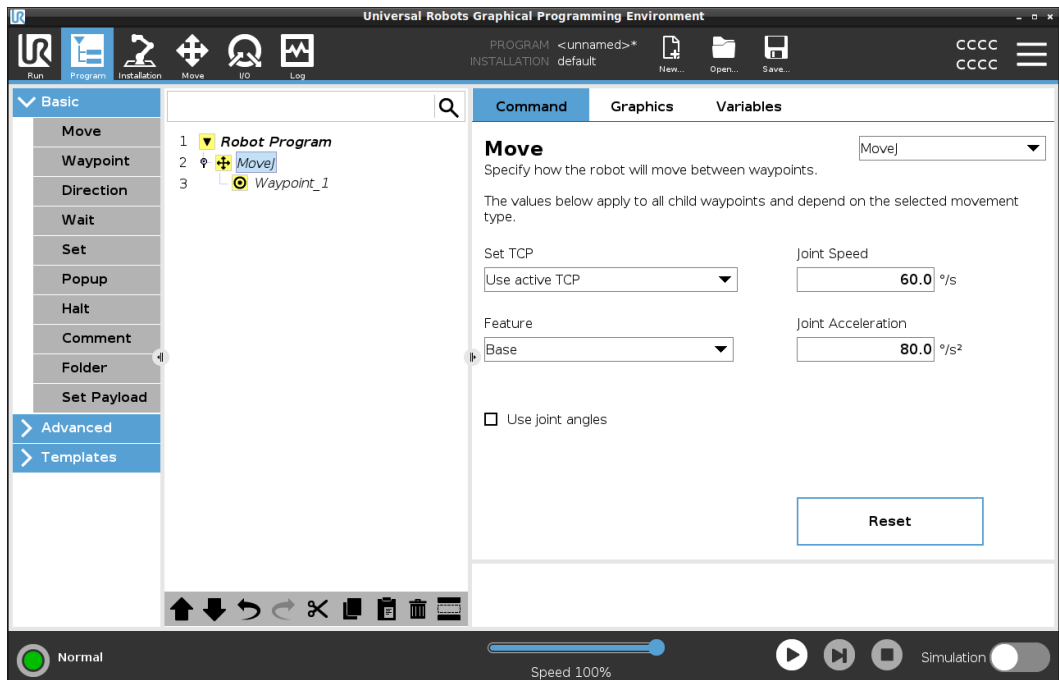 UR
Universal Robots Graphical Programming Environment
UR
Run
Program
Installation
Move
I/O
Log
PROGRAM <unnamed>*
INSTALLATION default
New...
Open...
Save...
CCCC
CCCC
Basic
Move
Waypoint
Direction
Wait
Set
Popup
Halt
Comment
Folder
Set Payload
Advanced
Templates
1 Robot Program
2 MoveJ
3 Waypoint_1
Command Graphics Variables
Move
MoveJ
Specify how the robot will move between waypoints.
The values below apply to all child waypoints and depend on the selected movement
type.
Set TCP
Joint Speed
Use active TCP
60.0 °/s
Feature
Joint Acceleration
Base
80.0 °/s²
Use joint angles
Reset
Normal
Speed 100%
Simulation